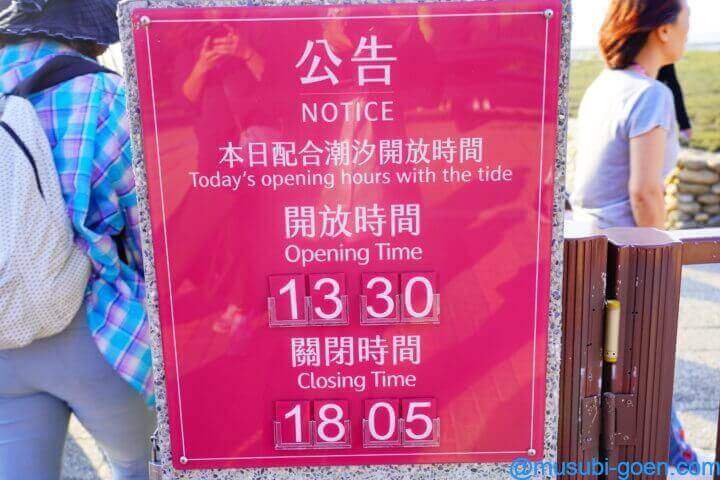 公告
NOTICE
本日配合潮汐開放時間
Today's opening hours with the tide
開放時間
Opening Time
13 30
關閉時間
Closing Time
18 05
@musubi-goen.com